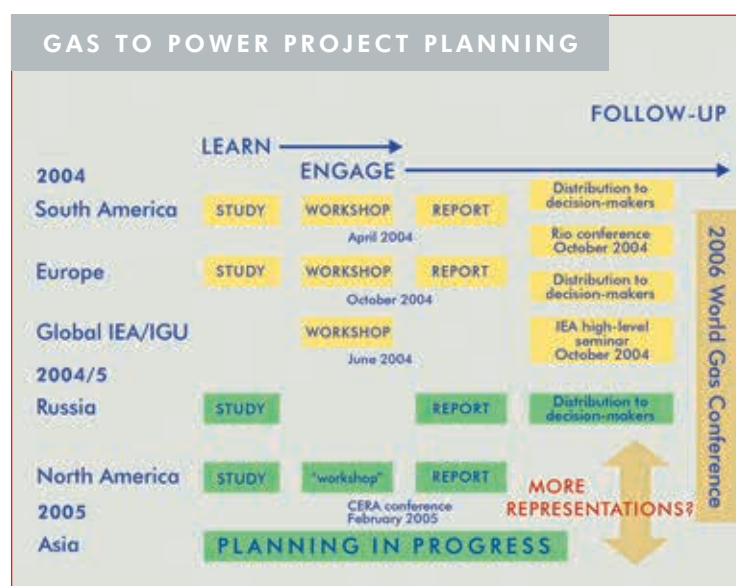 GAS TO POWER PROJECT PLANNING
FOLLOW-UP
LEARN
ENGAGE
2004
South America
STUDY
WORKSHOP
REPORT
Distribution to
decision-makers
April 2004
Rio conference
October 2004
Europe
STUDY
WORKSHOP
REPORT
Distribution to
decision-makers
October 2004
Global IEA/IGU
WORKSHOP
IEA high-level
seminar
October 2004
June 2004
2004/5
Russia
STUDY
REPORT
Distribution to
decision-makers
North America
STUDY
"workshop"
REPORT
CERA conference
February 2005
MORE
REPRESENTATIONS?
2005
Asia
PLANNING IN PROGRESS
2006 World Gas Conference